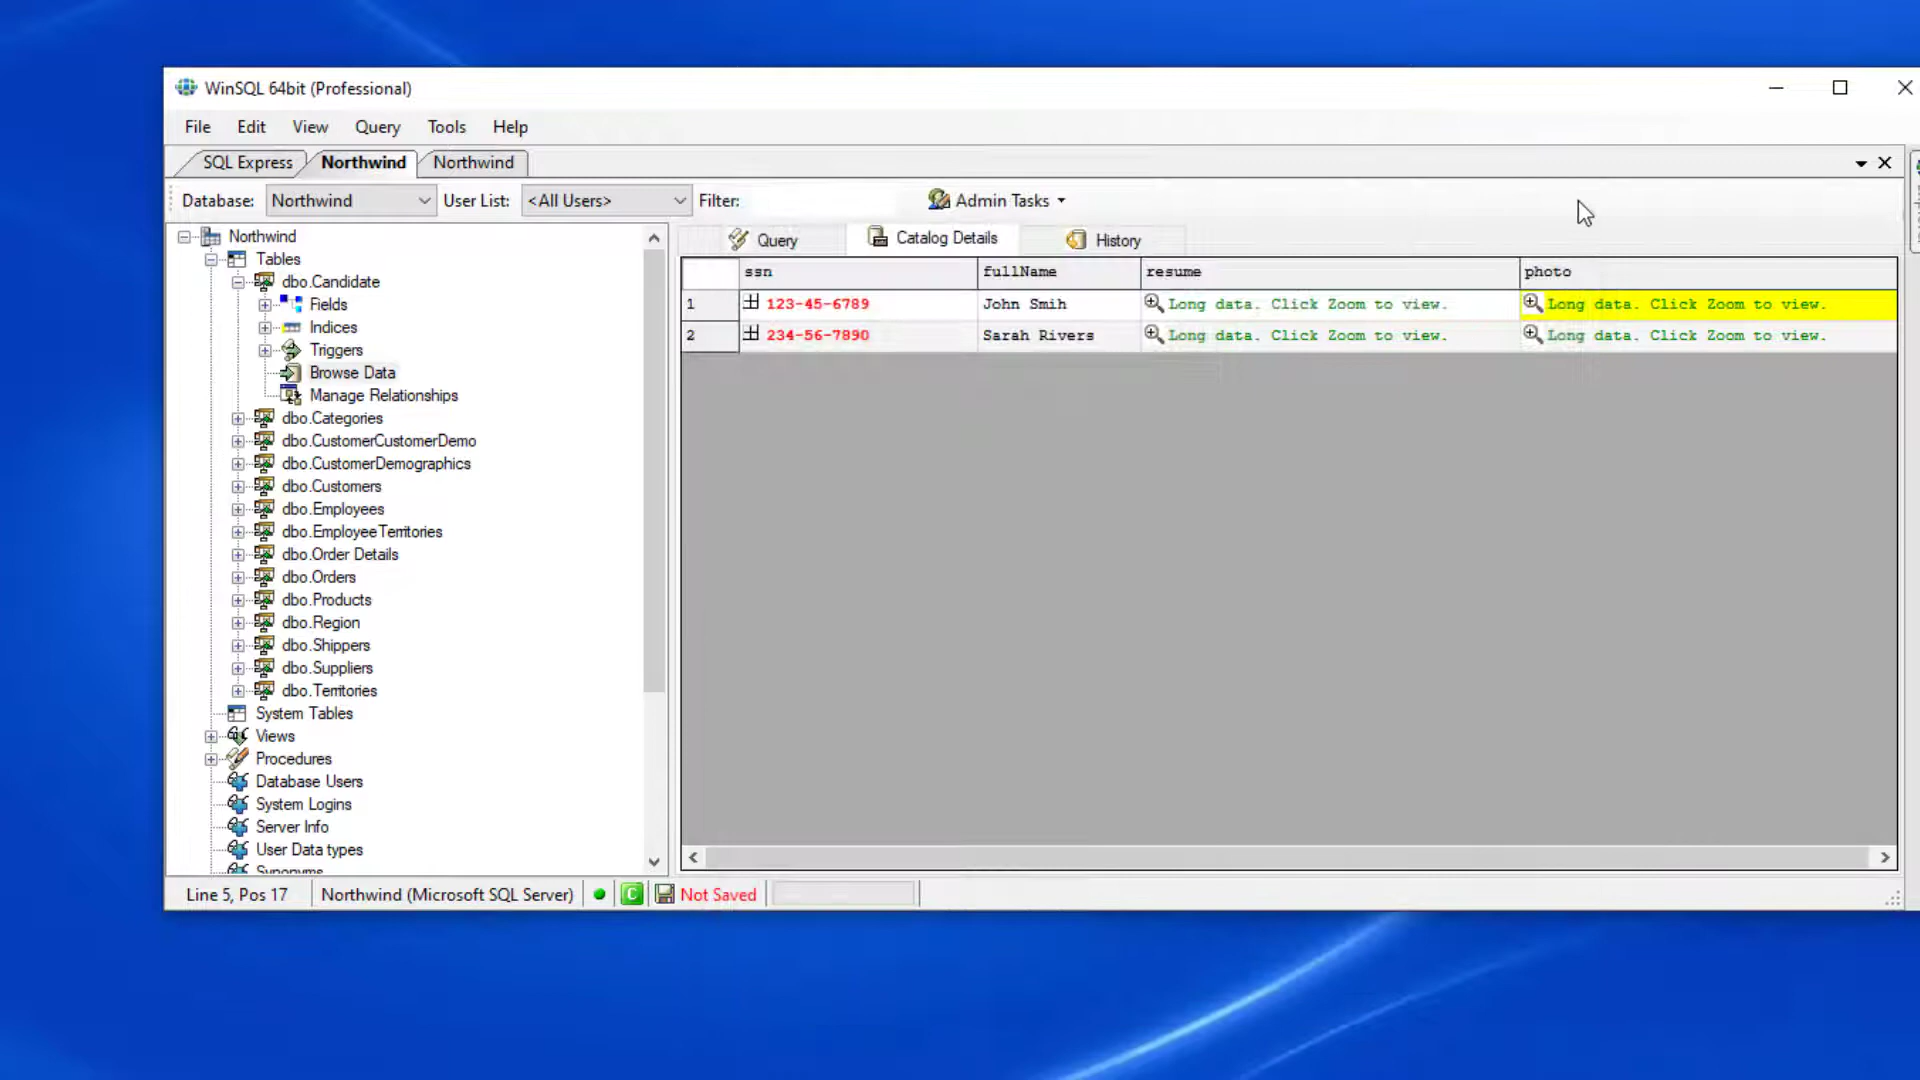 WinSQL 64bit (Professional)
File Edit View Query Tools Help
SQL Express Northwind Northwind
Database: Northwind User List: <All Users> Filter: Admin Tasks
Northwind
Tables
dbo.Candidate
Fields
Indices
Triggers
Browse Data
Manage Relationships
dbo.Categories
dbo.CustomerCustomerDemo
dbo.CustomerDemographics
dbo.Customers
dbo.Employees
dbo.EmployeeTerritories
dbo.Order Details
dbo.Orders
dbo.Products
dbo.Region
dbo.Shippers
dbo.Suppliers
dbo.Territories
System Tables
Views
Procedures
Database Users
System Logins
Server Info
User Data types
Synonyms
Query Catalog Details History
ssn fullName resume photo
1 123-45-6789 John Smih Long data. Click Zoom to view. Long data. Click Zoom to view.
2 234-56-7890 Sarah Rivers Long data. Click Zoom to view. Long data. Click Zoom to view.
Line 5, Pos 17 Northwind (Microsoft SQL Server) C Not Saved